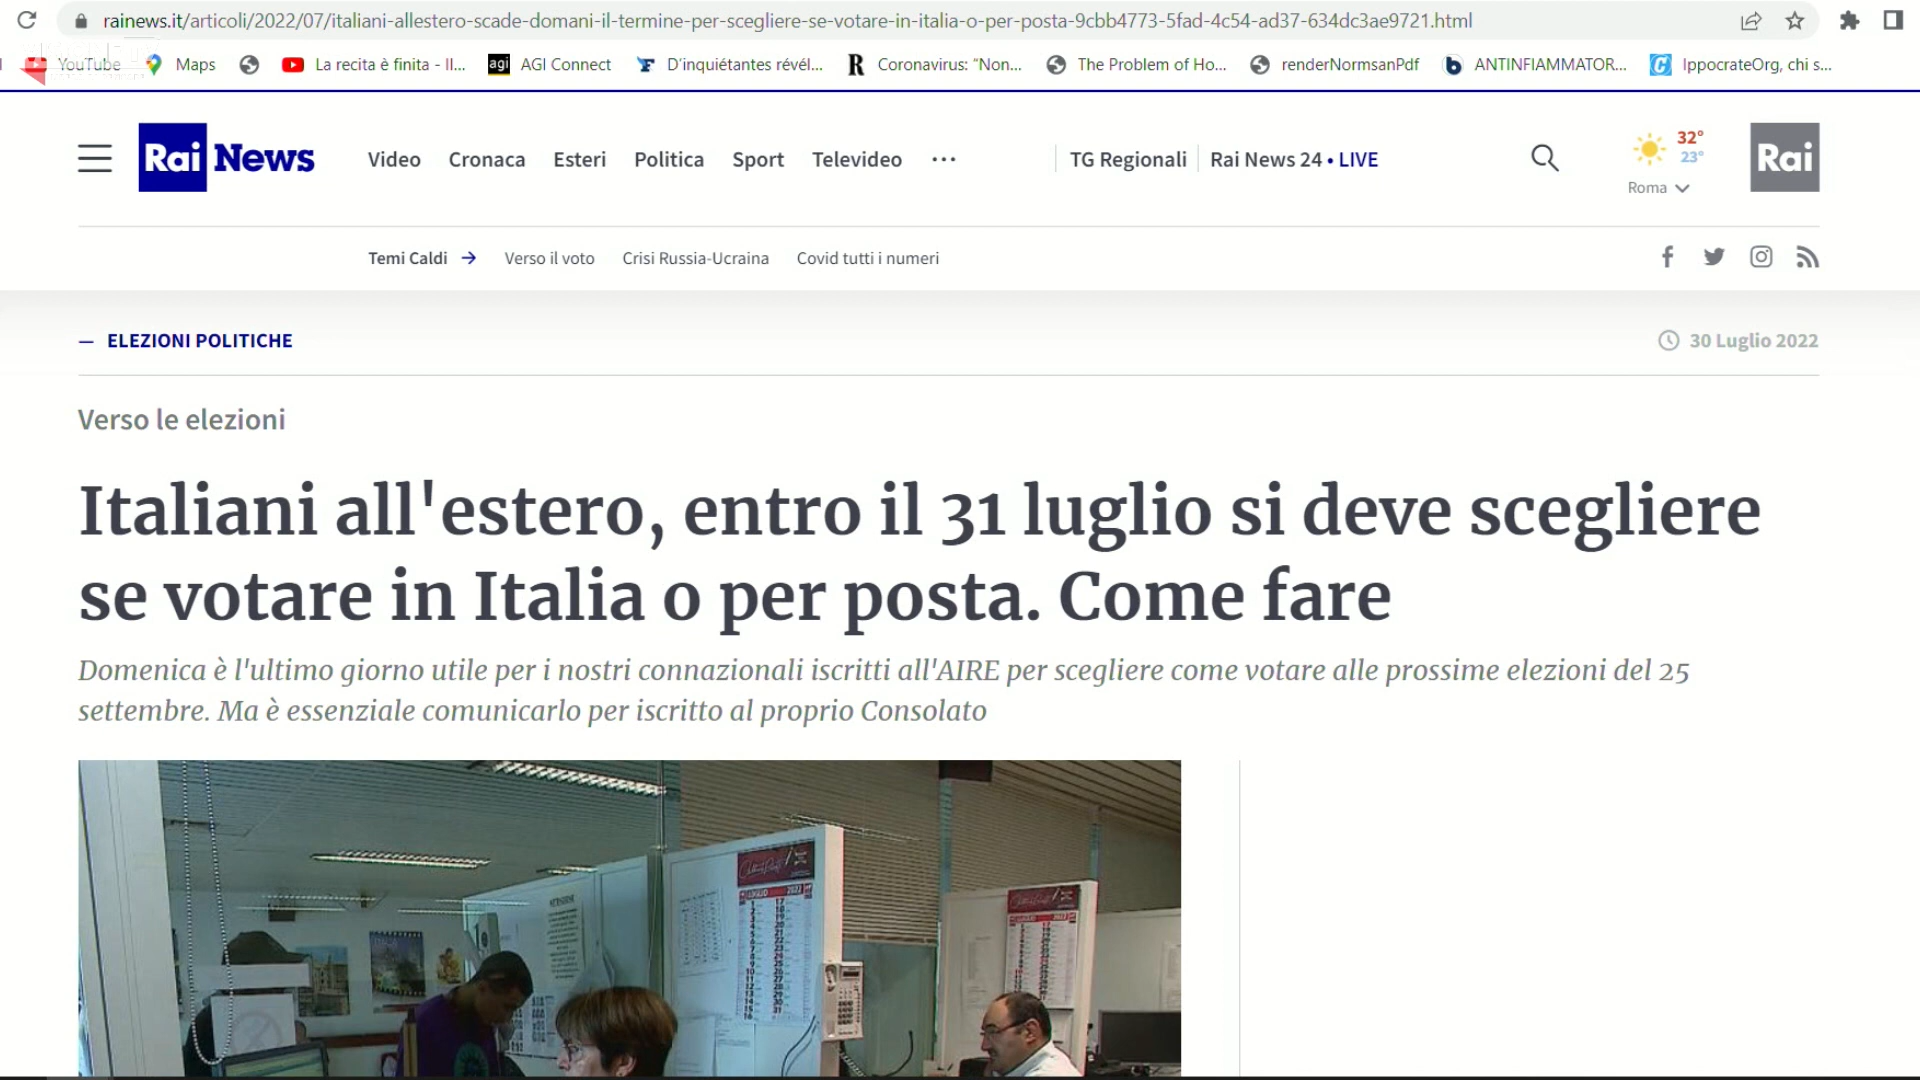 rainews.it/articoli/2022/07/italiani-allestero-scade-domani-il-termine-per-scegliere-se-votare-in-italia-o-per-posta-9cbb4773-5fad-4c54-ad37-634dc3ae9721.html
YouTube Maps La recita è finita - Il... AGI Connect D'inquiétantes révél... Coronavirus: "Non... The Problem of Ho... renderNormsanPdf ANTINFIAMMATOR... IppocrateOrg, chi s...
Rai News Video Cronaca Esteri Politica Sport Televideo ··· TG Regionali Rai News 24 • LIVE 32° 23° Roma Rai
Temi Caldi → Verso il voto Crisi Russia-Ucraina Covid tutti i numeri
— ELEZIONI POLITICHE 30 Luglio 2022
Verso le elezioni
Italiani all'estero, entro il 31 luglio si deve scegliere
se votare in Italia o per posta. Come fare
Domenica è l'ultimo giorno utile per i nostri connazionali iscritti all'AIRE per scegliere come votare alle prossime elezioni del 25
settembre. Ma è essenziale comunicarlo per iscritto al proprio Consolato
LUGLIO 2022